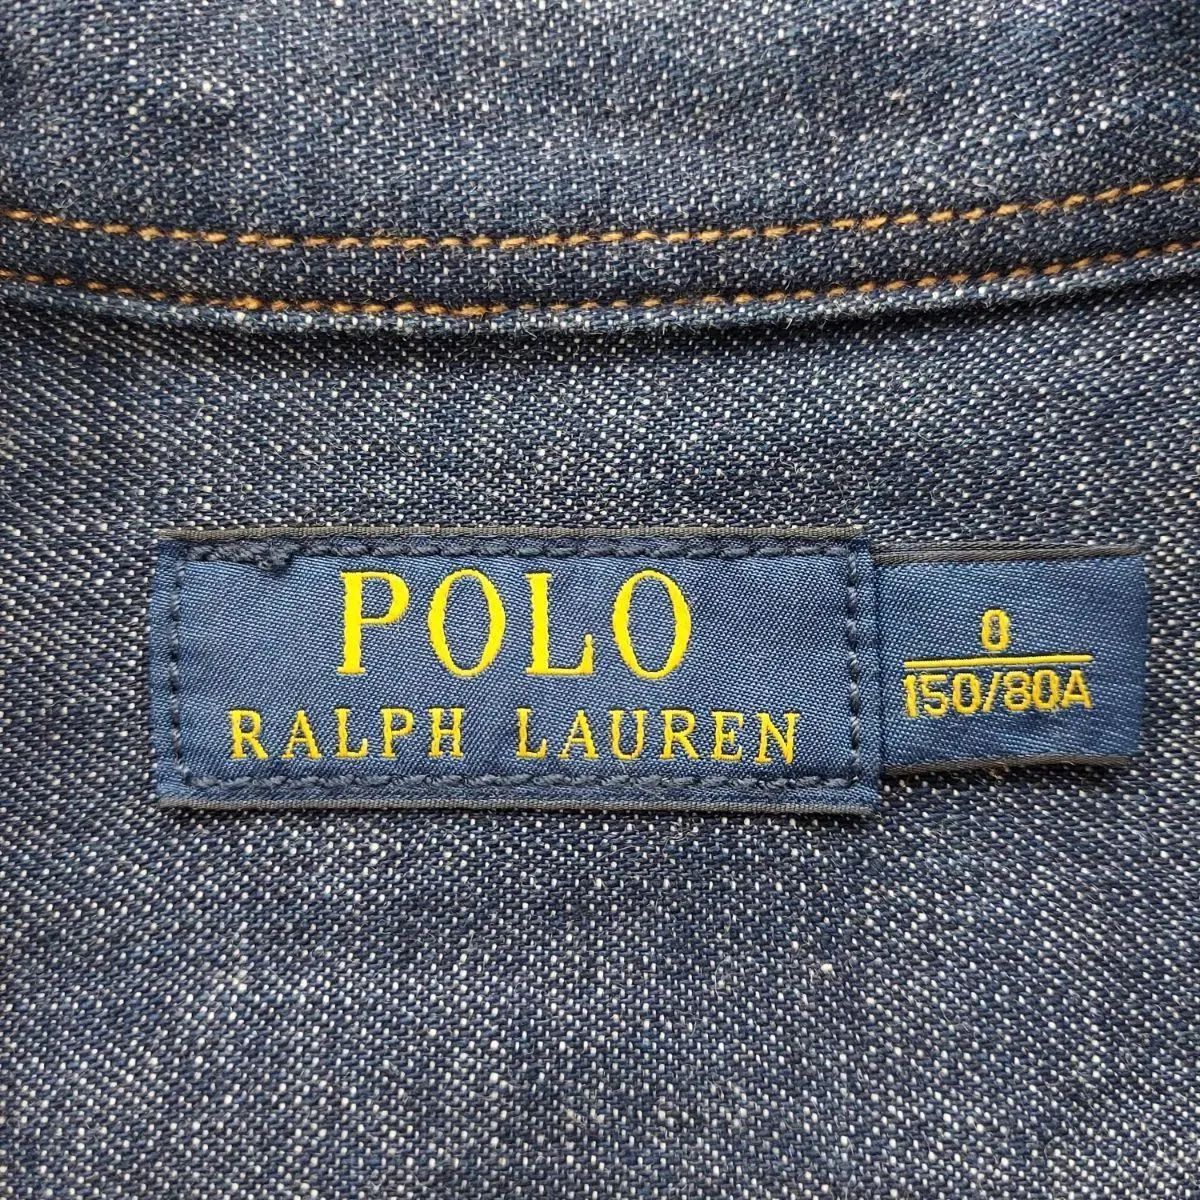 POLO
RALPH LAUREN
0
150/80A